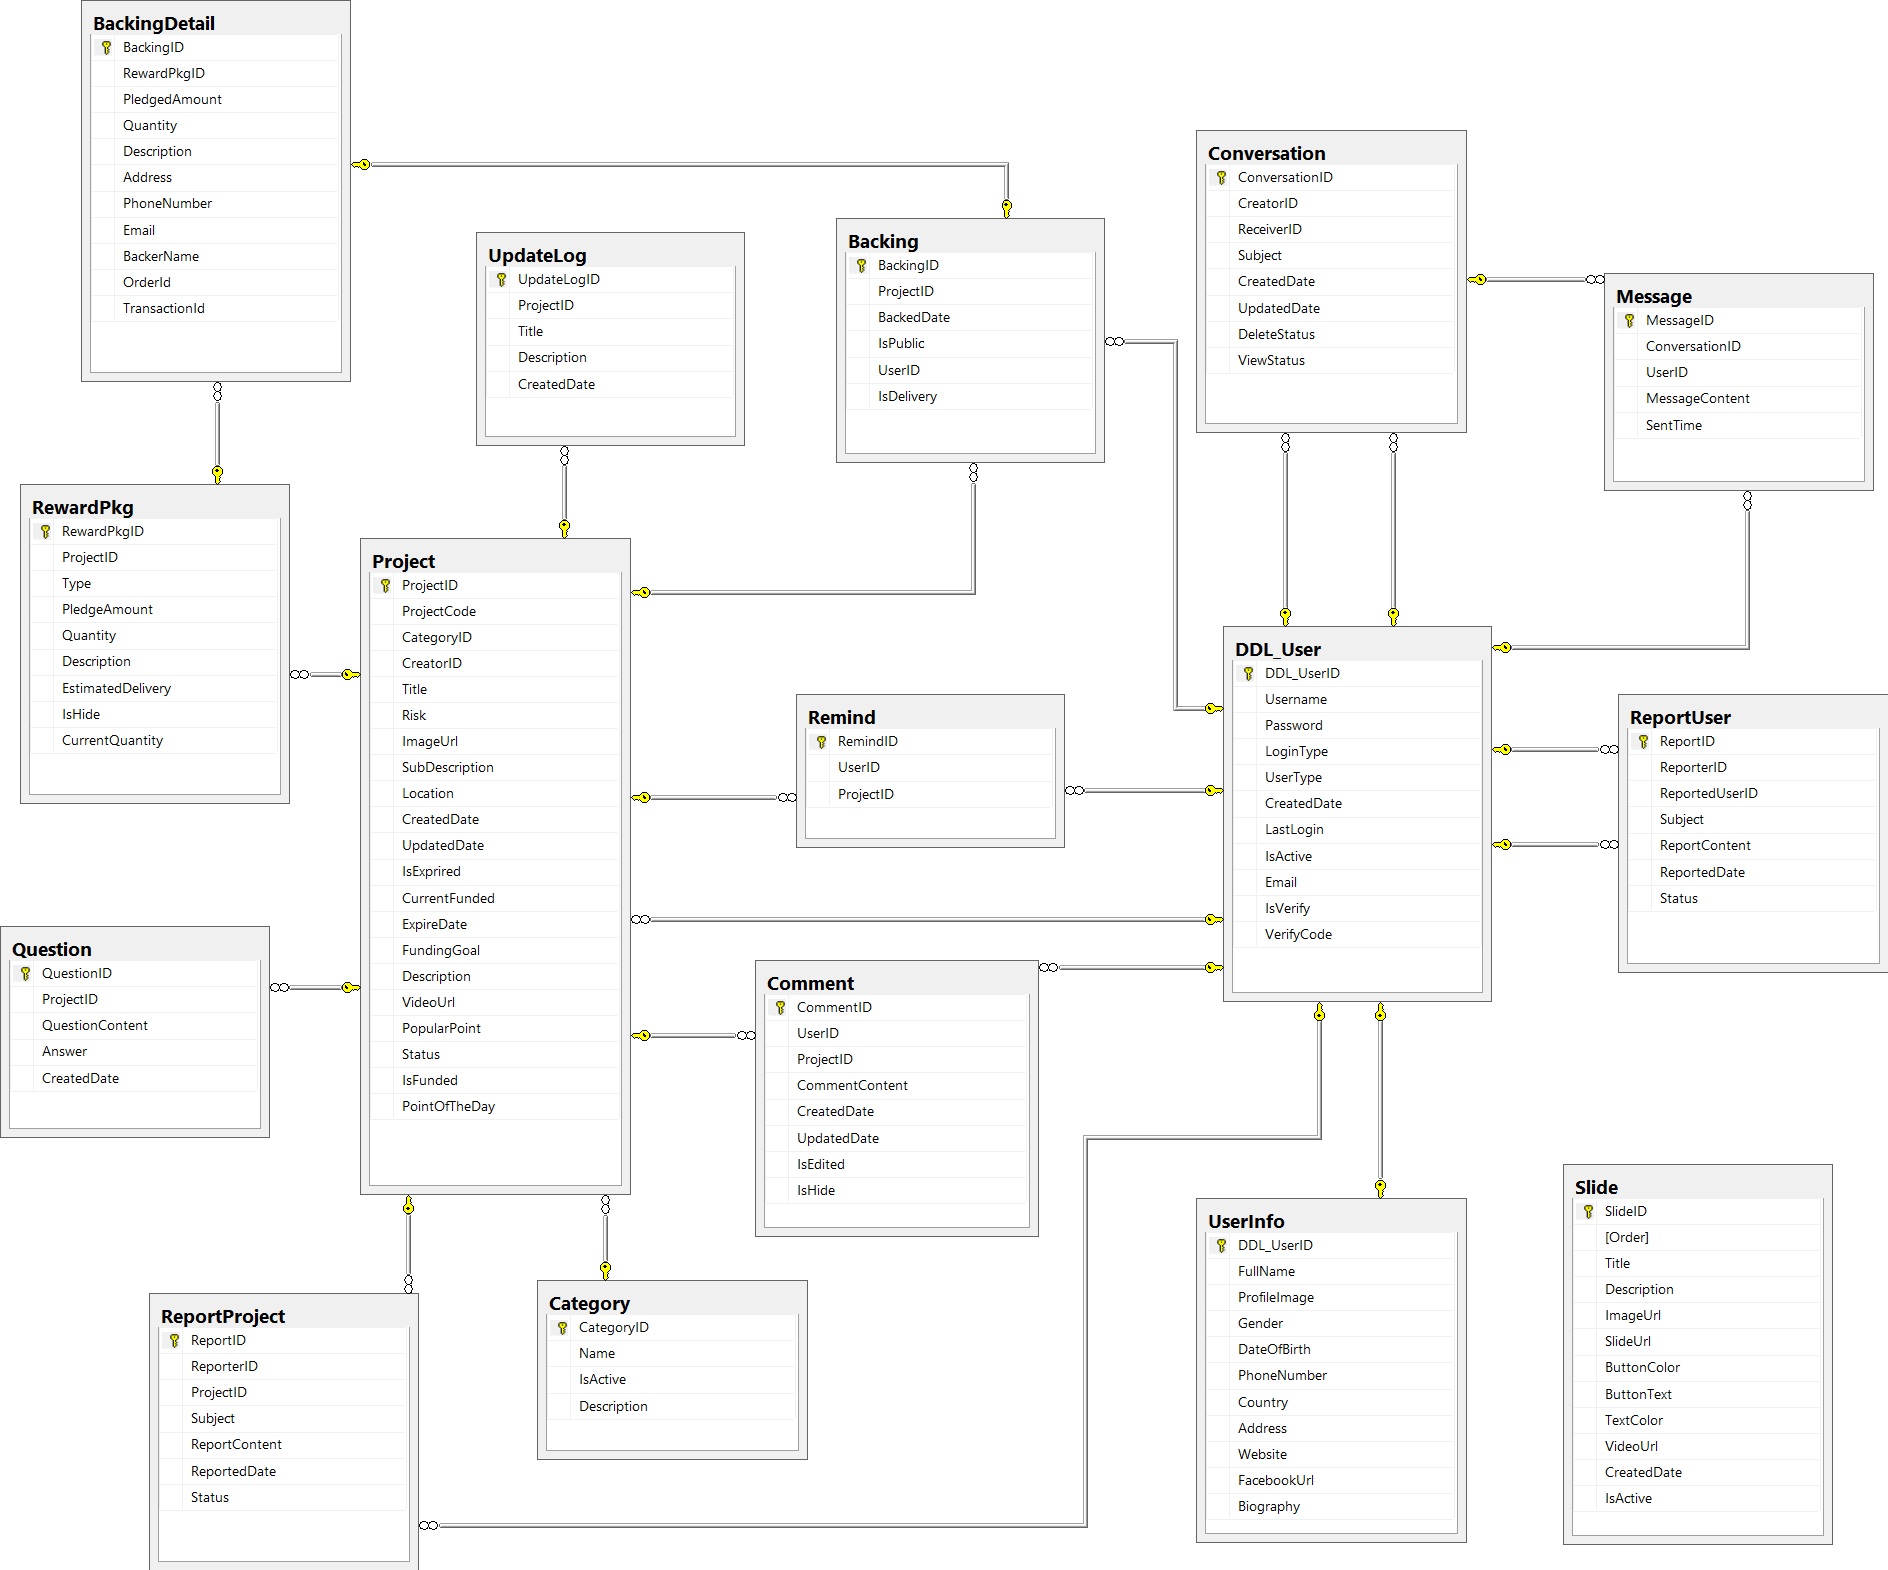 BackingDetail
BackingID
RewardPkgID
PledgedAmount
Quantity
Description
Address
PhoneNumber
Email
BackerName
OrderId
TransactionId
UpdateLog
UpdateLogID
ProjectID
Title
Description
CreatedDate
Backing
BackingID
ProjectID
BackedDate
IsPublic
UserID
IsDelivery
Conversation
ConversationID
CreatorID
ReceiverID
Subject
CreatedDate
UpdatedDate
DeleteStatus
ViewStatus
Message
MessageID
ConversationID
UserID
MessageContent
SentTime
RewardPkg
RewardPkgID
ProjectID
Type
PledgeAmount
Quantity
Description
EstimatedDelivery
IsHide
CurrentQuantity
Project
ProjectID
ProjectCode
CategoryID
CreatorID
Title
Risk
ImageUrl
SubDescription
Location
CreatedDate
UpdatedDate
IsExprired
CurrentFunded
ExpireDate
FundingGoal
Description
VideoUrl
PopularPoint
Status
IsFunded
PointOfTheDay
Remind
RemindID
UserID
ProjectID
DDL_User
DDL_UserID
Username
Password
LoginType
UserType
CreatedDate
LastLogin
IsActive
Email
IsVerify
VerifyCode
ReportUser
ReportID
ReporterID
ReportedUserID
Subject
ReportContent
ReportedDate
Status
Question
QuestionID
ProjectID
QuestionContent
Answer
CreatedDate
Comment
CommentID
UserID
ProjectID
CommentContent
CreatedDate
UpdatedDate
IsEdited
IsHide
ReportProject
ReportID
ReporterID
ProjectID
Subject
ReportContent
ReportedDate
Status
Category
CategoryID
Name
IsActive
Description
UserInfo
DDL_UserID
FullName
ProfileImage
Gender
DateOfBirth
PhoneNumber
Country
Address
Website
FacebookUrl
Biography
Slide
SlideID
[Order]
Title
Description
ImageUrl
SlideUrl
ButtonColor
ButtonText
TextColor
VideoUrl
CreatedDate
IsActive